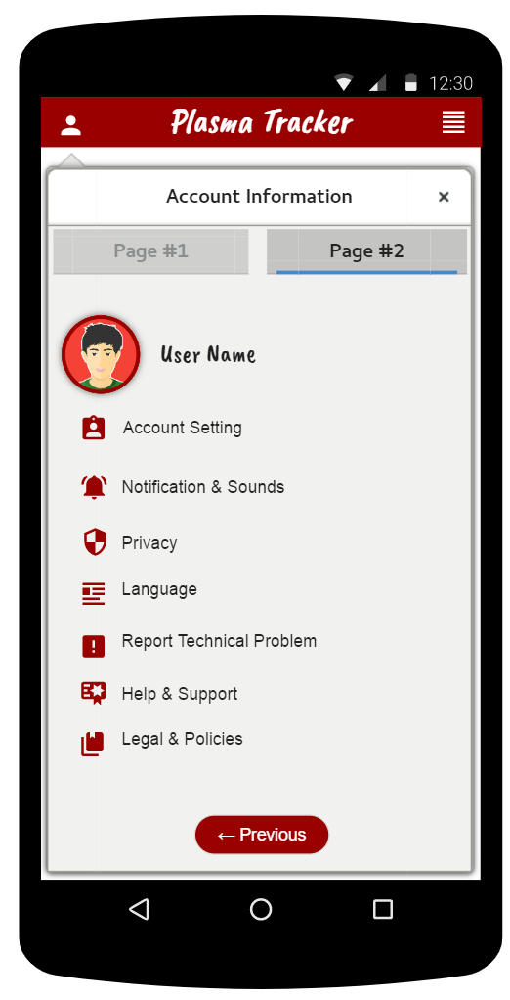 12:30
Plasma Tracker
Account Information ×
Page #1 Page #2
User Name
Account Setting
Notification & Sounds
Privacy
Language
Report Technical Problem
Help & Support
Legal & Policies
← Previous